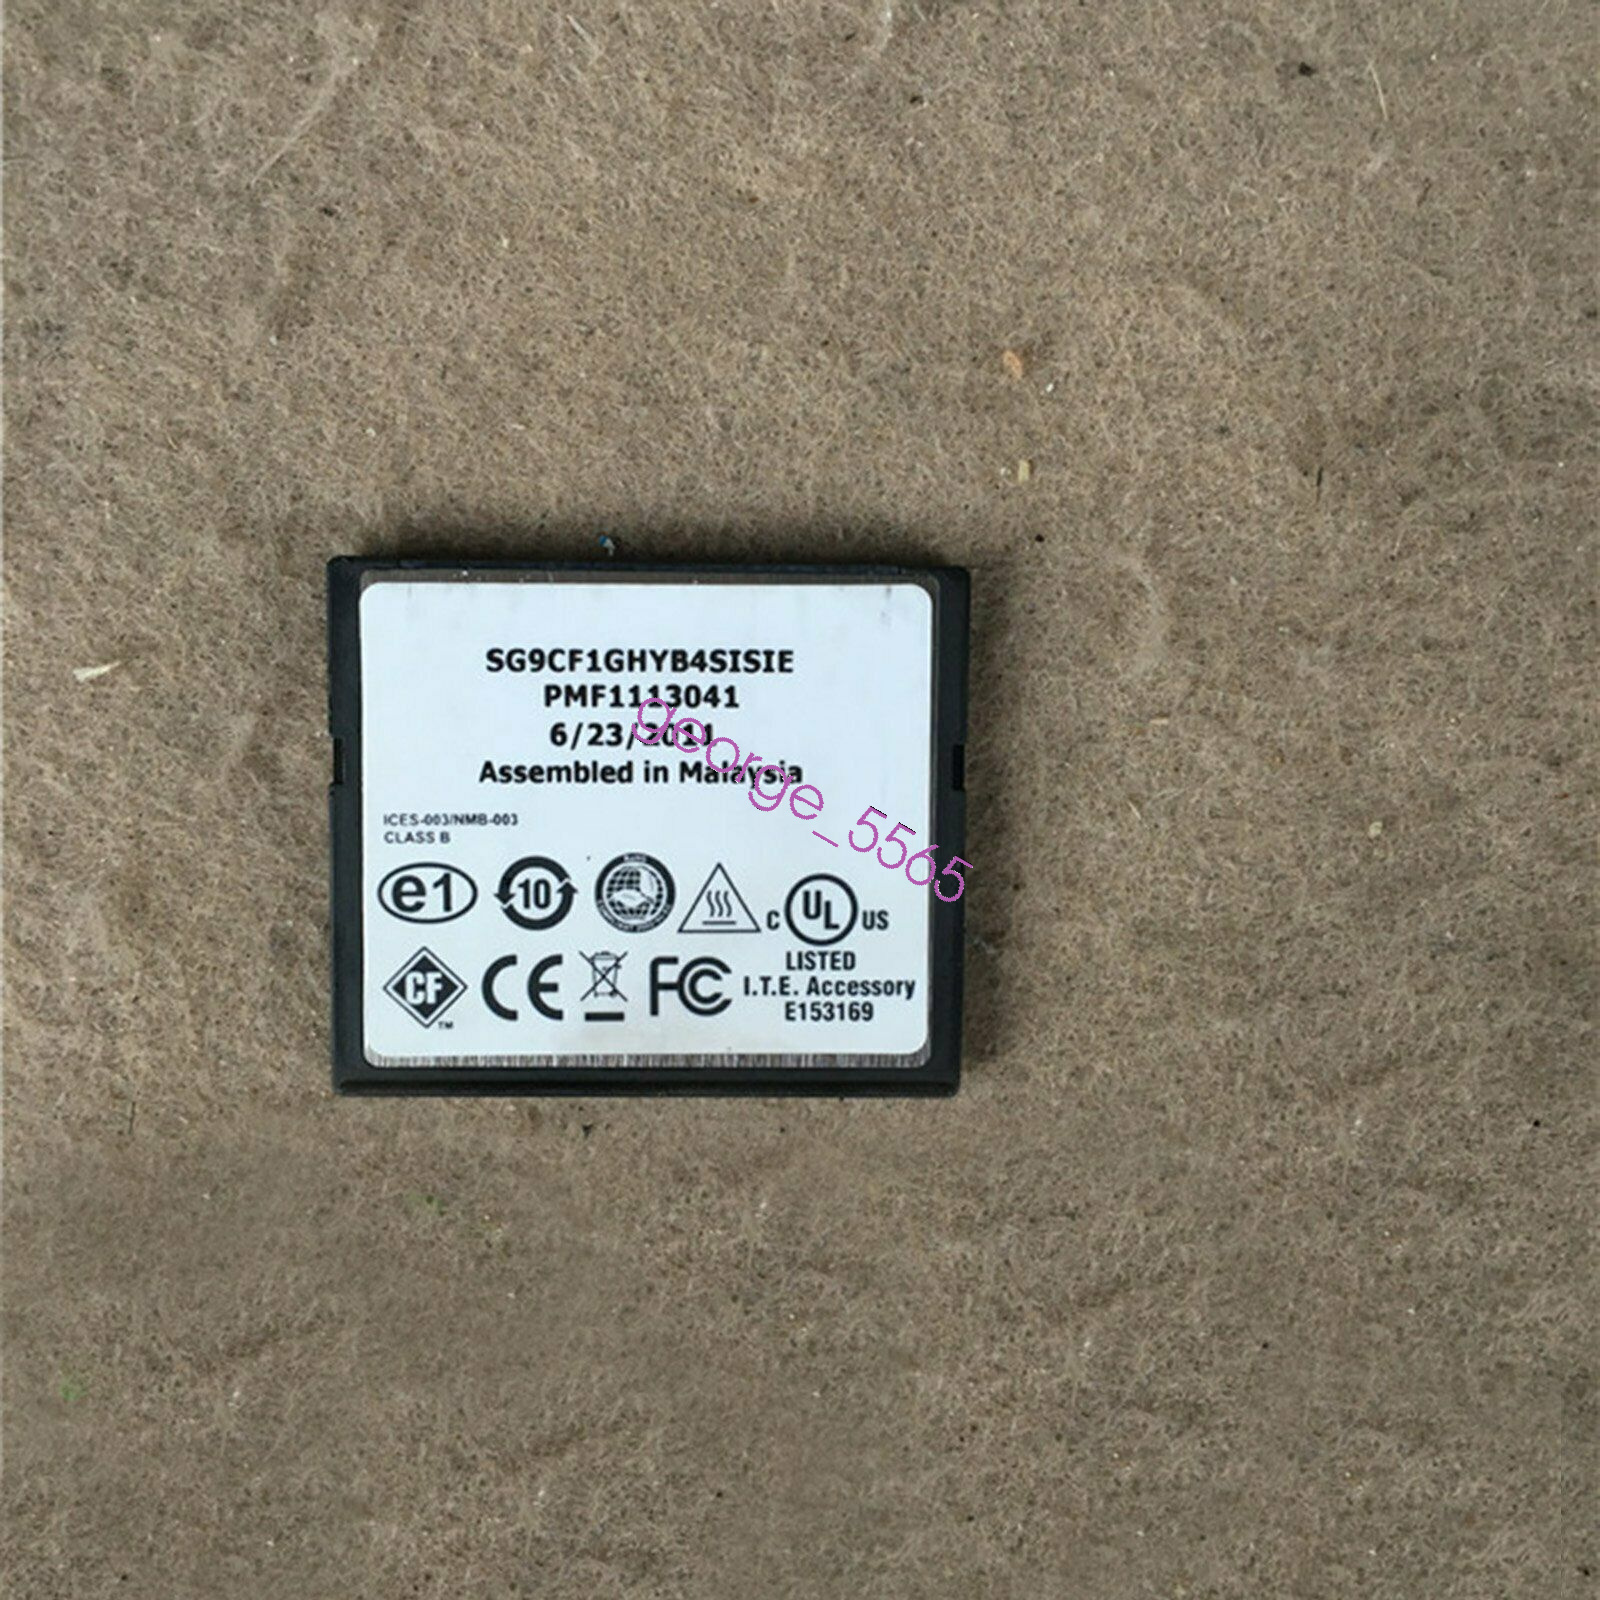 SG9CF1GHYB4SISIE
PMF1113041
6/23/2011
Assembled in Malaysia
george_5565
ICES-003/NMB-003
CLASS B
e1
10
C UL US
LISTED
I.T.E. Accessory
E153169
CF TM
CE
FC